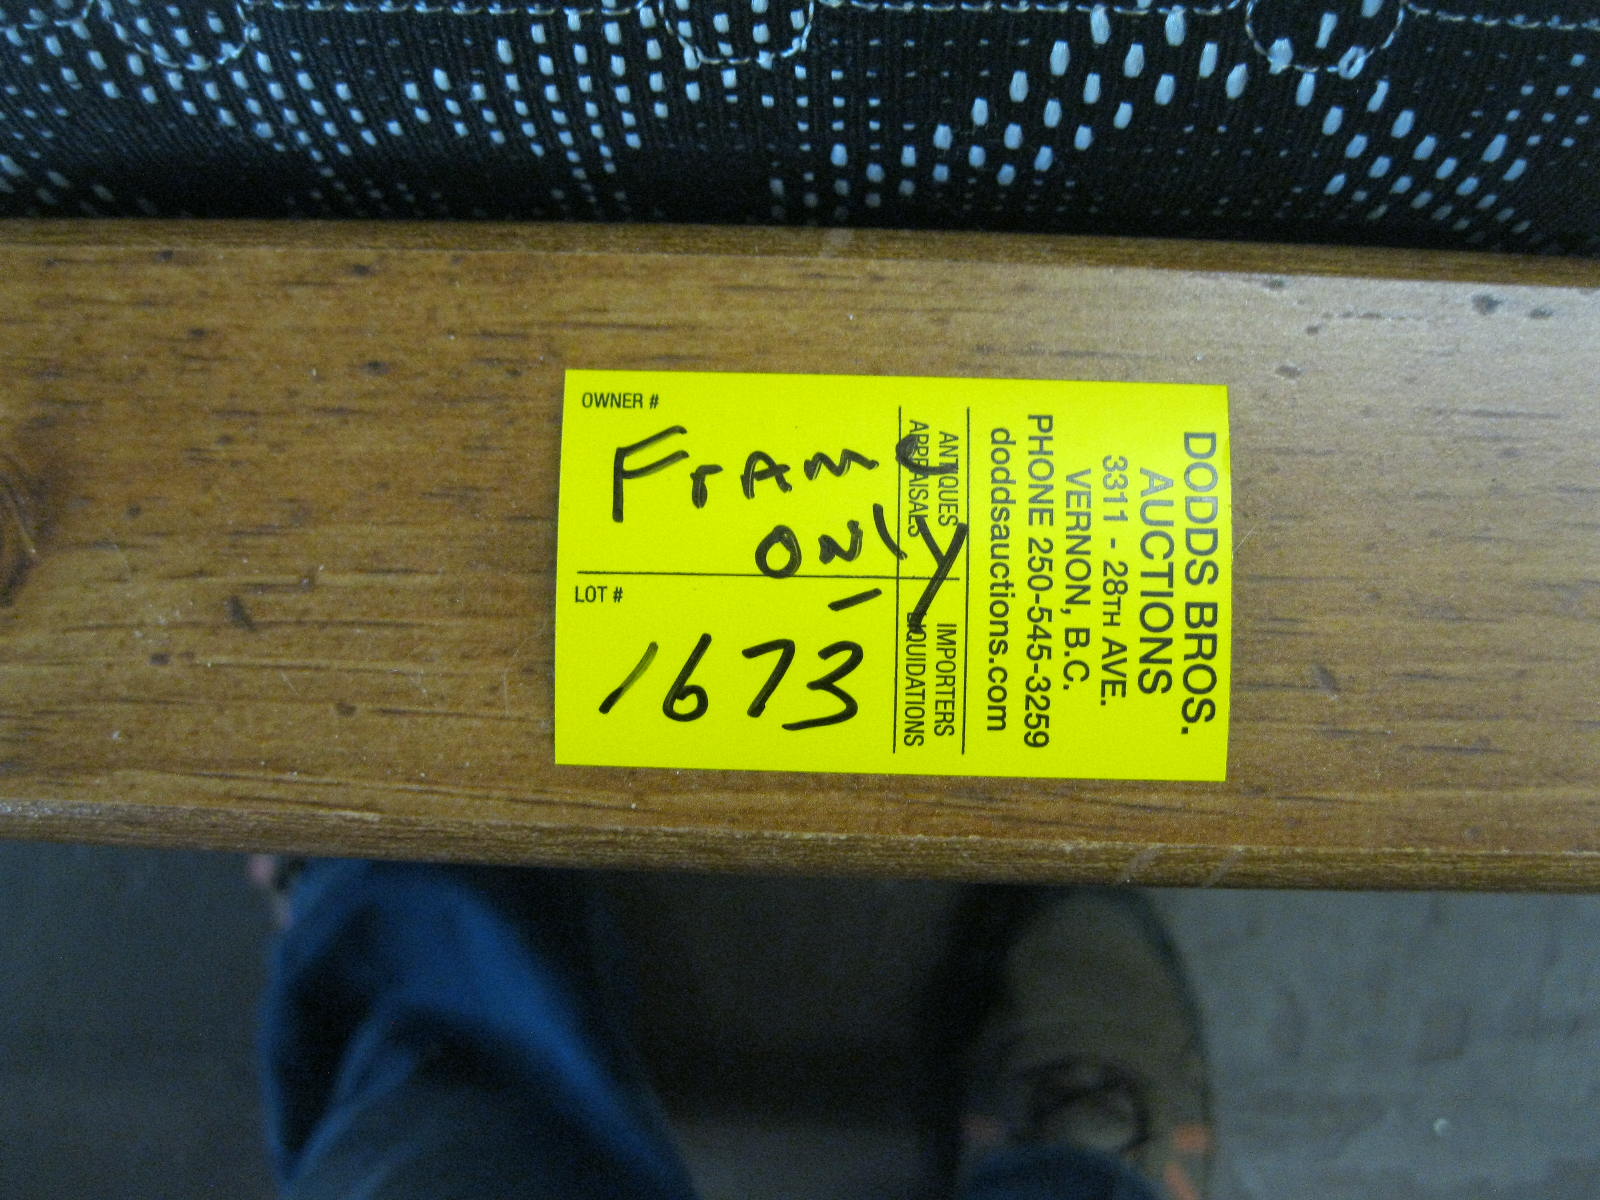 DODDS BROS.
AUCTIONS
3311 - 28TH AVE.
VERNON, B.C.
PHONE 250-545-3259
doddsauctions.com
ANTIQUES IMPORTERS
APPRAISALS LIQUIDATIONS
OWNER #
FrAMe
ONLY
LOT #
1673